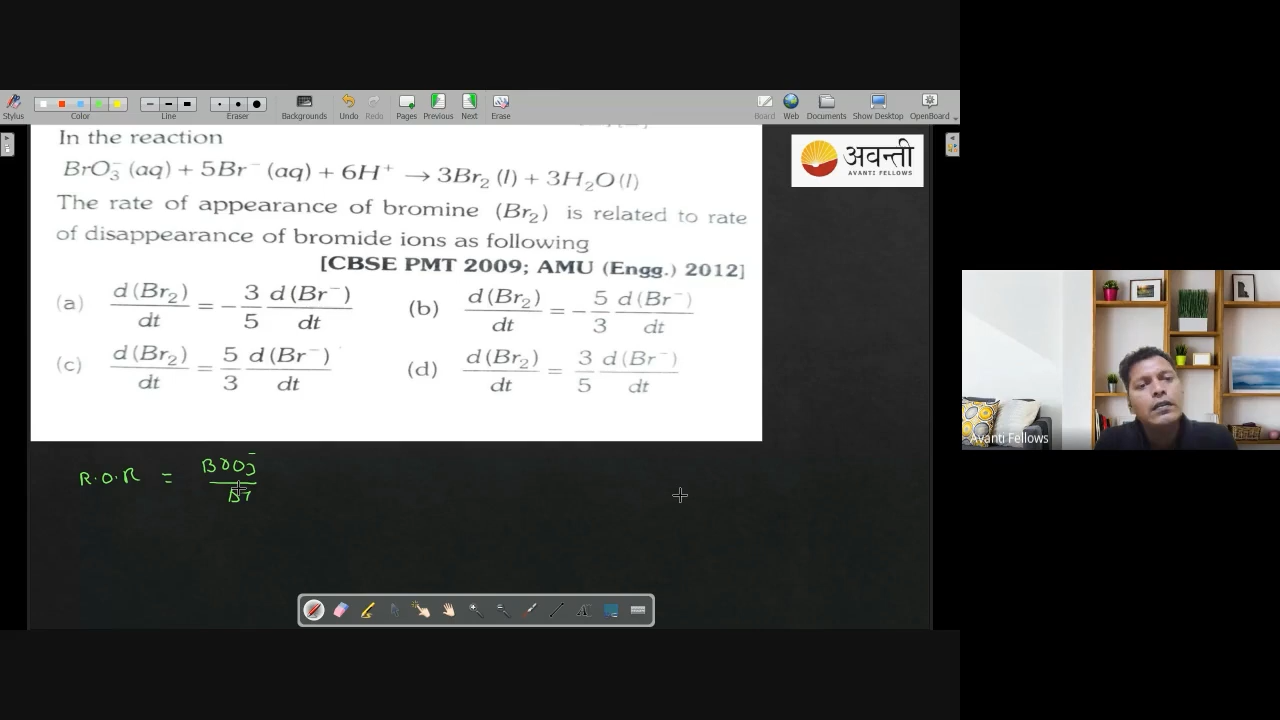 Stylus Color Line Eraser Backgrounds Undo Redo Pages Previous Next Erase Board Web Documents Show Desktop OpenBoard
In the reaction
BrO₃⁻ (aq) + 5Br⁻ (aq) + 6H⁺ → 3Br₂ (l) + 3H₂O(l)
The rate of appearance of bromine (Br₂) is related to rate
of disappearance of bromide ions as following
[CBSE PMT 2009; AMU (Engg.) 2012]
(a) d(Br₂)/dt = −3/5 d(Br⁻)/dt (b) d(Br₂)/dt = −5/3 d(Br⁻)/dt
(c) d(Br₂)/dt = 5/3 d(Br⁻)/dt (d) d(Br₂)/dt = 3/5 d(Br⁻)/dt
अवन्ती
AVANTI FELLOWS
R.O.R = BrO₃⁻
Avanti Fellows